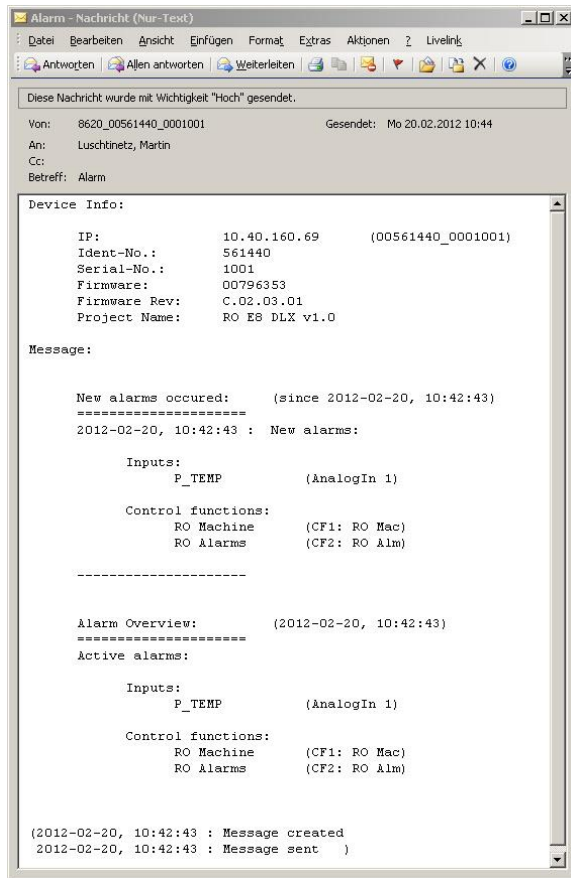 Alarm - Nachricht (Nur-Text)
Datei Bearbeiten Ansicht Einfügen Format Extras Aktionen ? Livelink
Antworten Allen antworten Weiterleiten
Diese Nachricht wurde mit Wichtigkeit "Hoch" gesendet.
Von: 8620_00561440_0001001 Gesendet: Mo 20.02.2012 10:44
An: Luschtinetz, Martin
Cc:
Betreff: Alarm
Device Info:
IP: 10.40.160.69 (00561440_0001001)
Ident-No.: 561440
Serial-No.: 1001
Firmware: 00796353
Firmware Rev: C.02.03.01
Project Name: RO E8 DLX v1.0
Message:
New alarms occured: (since 2012-02-20, 10:42:43)
=====================
2012-02-20, 10:42:43 : New alarms:
Inputs:
P_TEMP (AnalogIn 1)
Control functions:
RO Machine (CF1: RO Mac)
RO Alarms (CF2: RO Alm)
---------------------
Alarm Overview: (2012-02-20, 10:42:43)
=====================
Active alarms:
Inputs:
P_TEMP (AnalogIn 1)
Control functions:
RO Machine (CF1: RO Mac)
RO Alarms (CF2: RO Alm)
(2012-02-20, 10:42:43 : Message created
2012-02-20, 10:42:43 : Message sent )